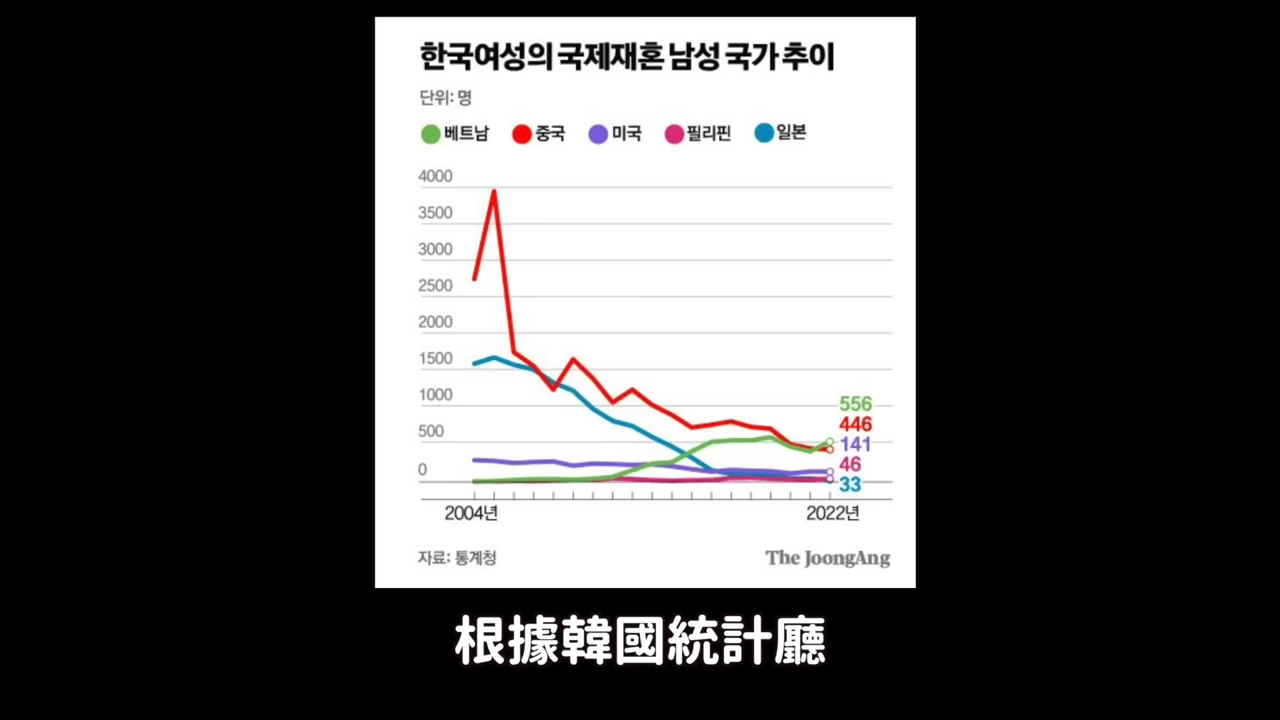 한국여성의 국제재혼 남성 국가 추이
단위: 명
베트남 중국 미국 필리핀 일본
4000
3500
3000
2500
2000
1500
1000
500
0
556
446
141
46
33
2004년 2022년
자료: 통계청 The JoongAng
根據韓國統計廳